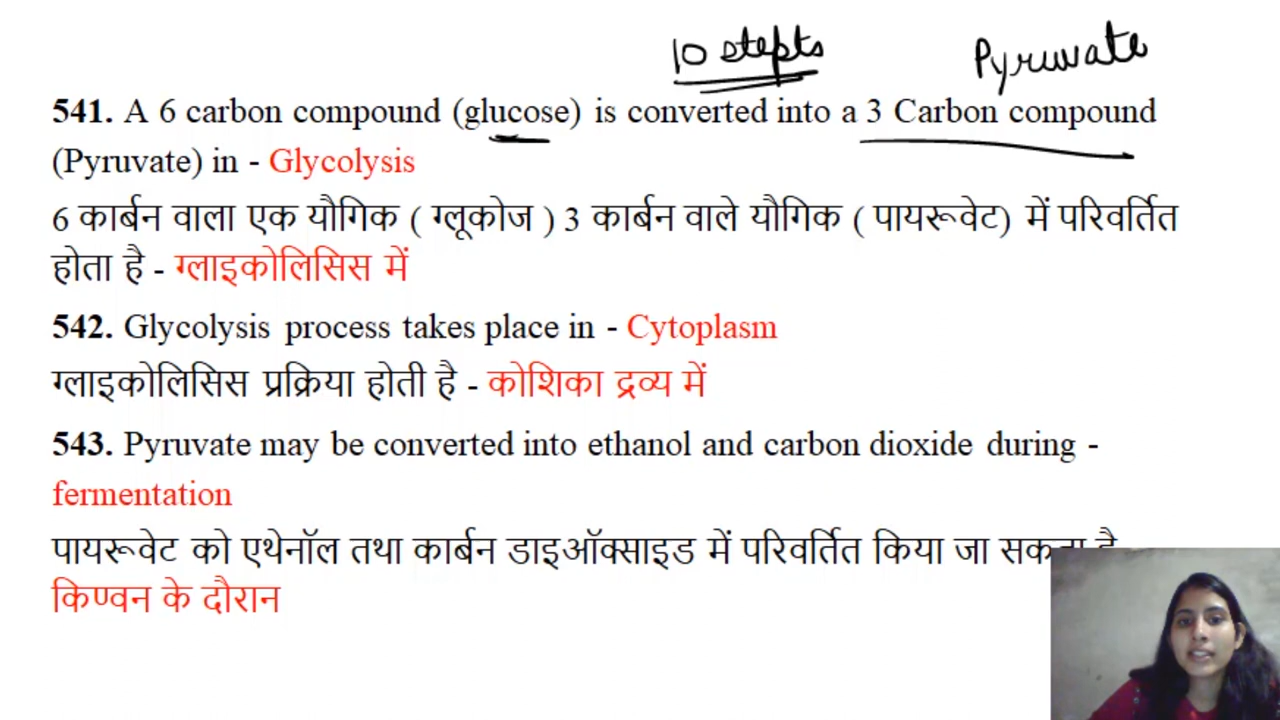 10 stepts Pyruvate
541. A 6 carbon compound (glucose) is converted into a 3 Carbon compound
(Pyruvate) in - Glycolysis
6 कार्बन वाला एक यौगिक ( ग्लूकोज ) 3 कार्बन वाले यौगिक ( पायरूवेट) में परिवर्तित
होता है - ग्लाइकोलिसिस में
542. Glycolysis process takes place in - Cytoplasm
ग्लाइकोलिसिस प्रक्रिया होती है - कोशिका द्रव्य में
543. Pyruvate may be converted into ethanol and carbon dioxide during -
fermentation
पायरूवेट को एथेनॉल तथा कार्बन डाइऑक्साइड में परिवर्तित किया जा सकता है
किण्वन के दौरान